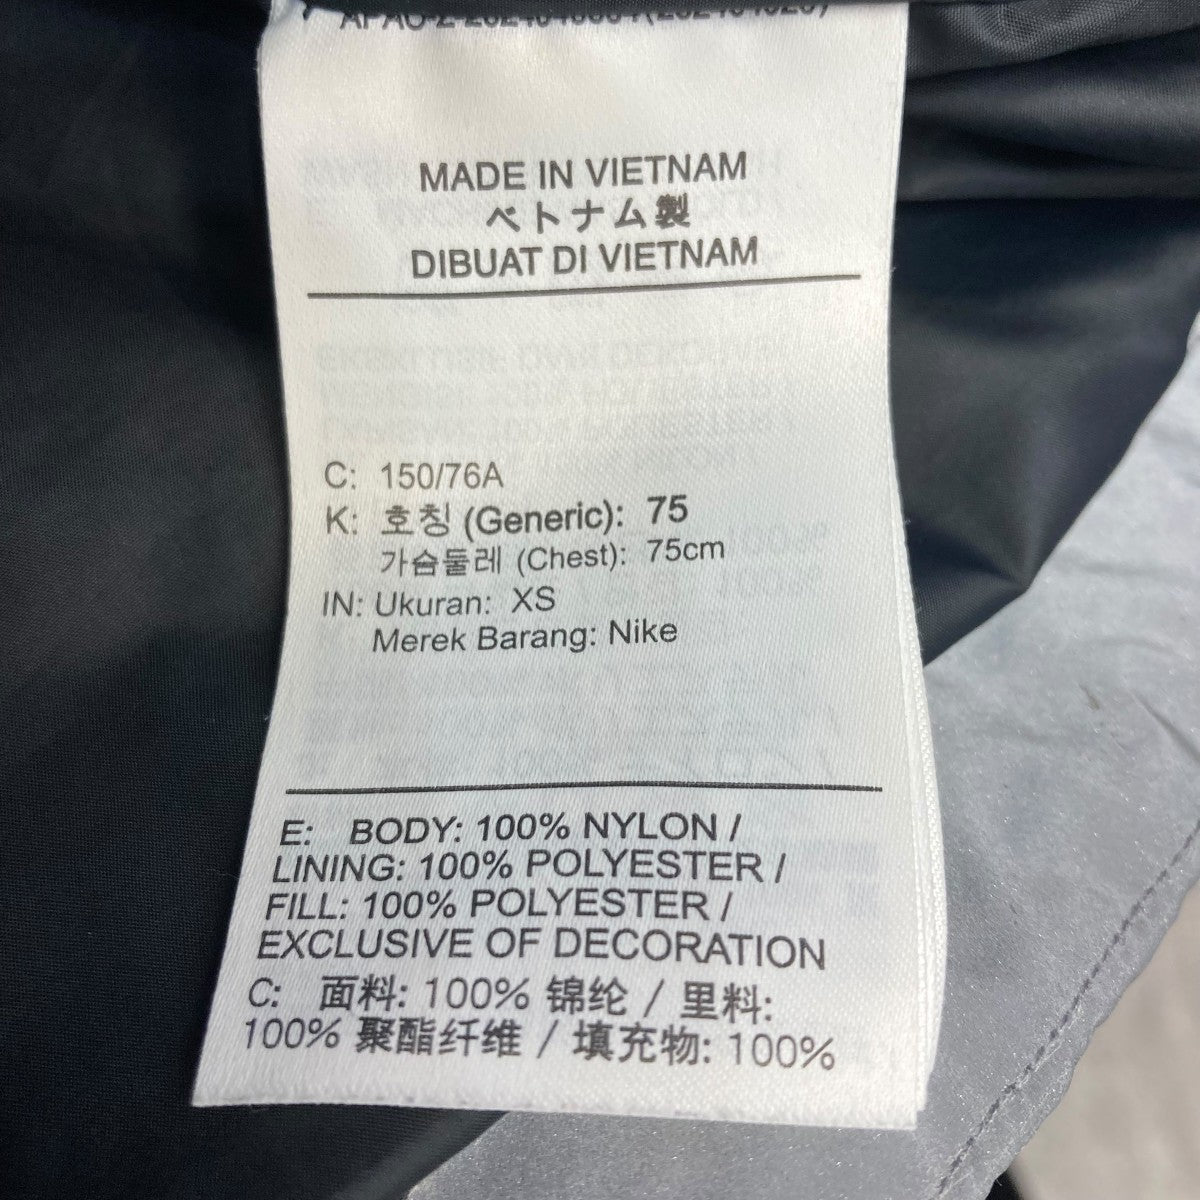 MADE IN VIETNAM
ベトナム製
DIBUAT DI VIETNAM
C: 150/76A
K: 호칭 (Generic): 75
가슴둘레 (Chest): 75cm
IN: Ukuran: XS
Merek Barang: Nike
E: BODY: 100% NYLON /
LINING: 100% POLYESTER /
FILL: 100% POLYESTER /
EXCLUSIVE OF DECORATION
C: 面料: 100% 锦纶 / 里料:
100% 聚酯纤维 / 填充物: 100%